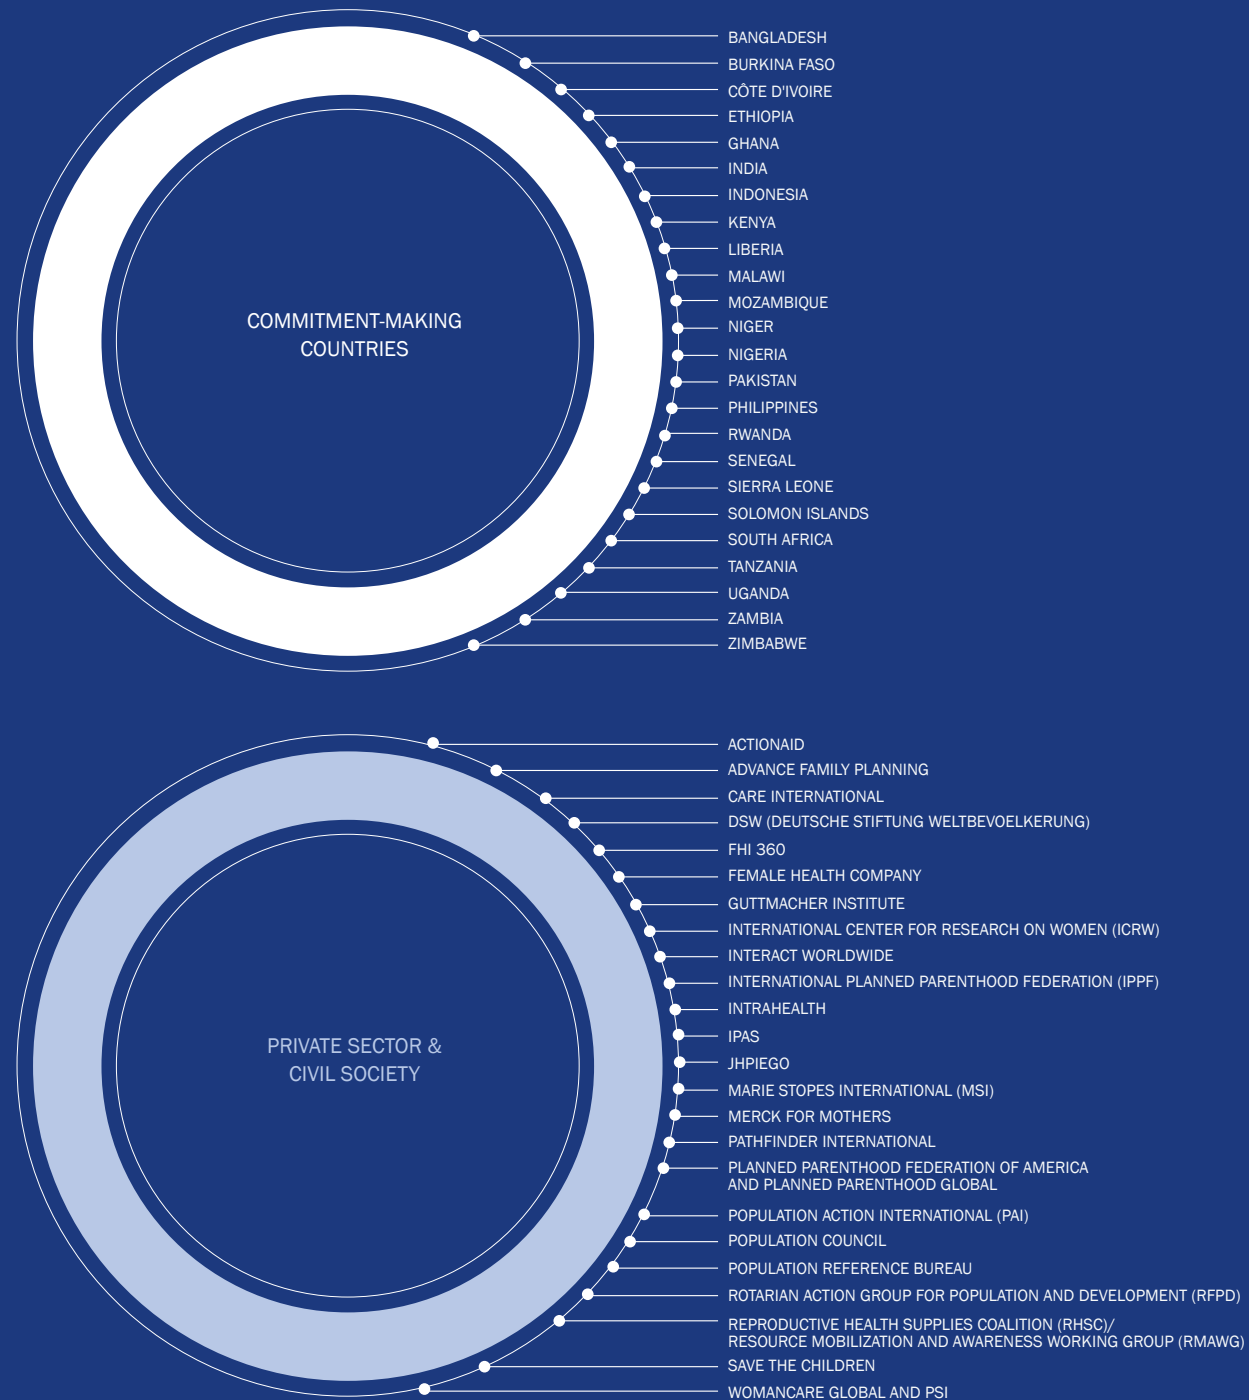 COMMITMENT-MAKING
COUNTRIES
BANGLADESH
BURKINA FASO
CÔTE D'IVOIRE
ETHIOPIA
GHANA
INDIA
INDONESIA
KENYA
LIBERIA
MALAWI
MOZAMBIQUE
NIGER
NIGERIA
PAKISTAN
PHILIPPINES
RWANDA
SENEGAL
SIERRA LEONE
SOLOMON ISLANDS
SOUTH AFRICA
TANZANIA
UGANDA
ZAMBIA
ZIMBABWE
PRIVATE SECTOR &
CIVIL SOCIETY
ACTIONAID
ADVANCE FAMILY PLANNING
CARE INTERNATIONAL
DSW (DEUTSCHE STIFTUNG WELTBEVOELKERUNG)
FHI 360
FEMALE HEALTH COMPANY
GUTTMACHER INSTITUTE
INTERNATIONAL CENTER FOR RESEARCH ON WOMEN (ICRW)
INTERACT WORLDWIDE
INTERNATIONAL PLANNED PARENTHOOD FEDERATION (IPPF)
INTRAHEALTH
IPAS
JHPIEGO
MARIE STOPES INTERNATIONAL (MSI)
MERCK FOR MOTHERS
PATHFINDER INTERNATIONAL
PLANNED PARENTHOOD FEDERATION OF AMERICA
AND PLANNED PARENTHOOD GLOBAL
POPULATION ACTION INTERNATIONAL (PAI)
POPULATION COUNCIL
POPULATION REFERENCE BUREAU
ROTARIAN ACTION GROUP FOR POPULATION AND DEVELOPMENT (RFPD)
REPRODUCTIVE HEALTH SUPPLIES COALITION (RHSC)/
RESOURCE MOBILIZATION AND AWARENESS WORKING GROUP (RMAWG)
SAVE THE CHILDREN
WOMANCARE GLOBAL AND PSI